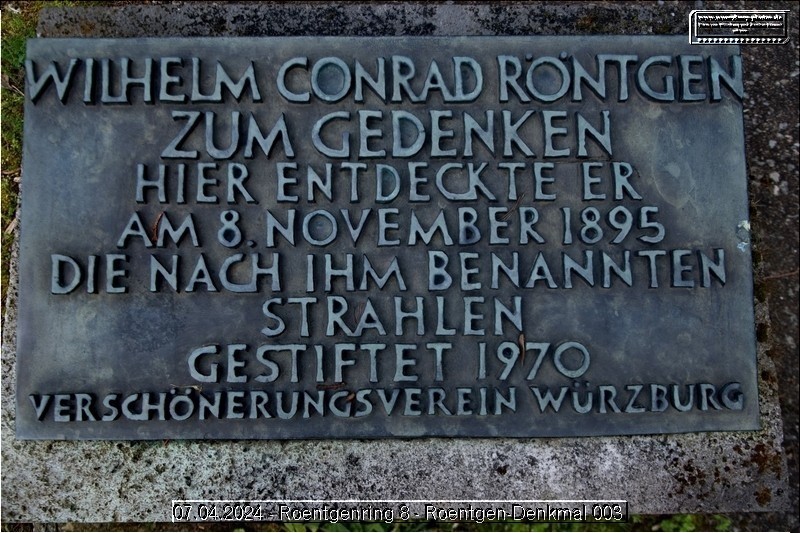 WILHELM CONRAD RÖNTGEN
ZUM GEDENKEN
HIER ENTDECKTE ER
AM 8. NOVEMBER 1895
DIE NACH IHM BENANNTEN
STRAHLEN
GESTIFTET 1970
VERSCHÖNERUNGSVEREIN WÜRZBURG
07.04.2024 - Roentgenring 8 - Roentgen-Denkmal 003